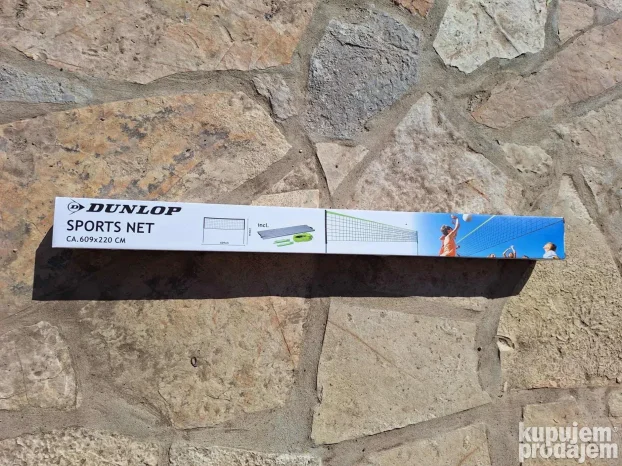 DUNLOP
SPORTS NET
CA.609x220 CM
incl.
kupujem
prodajem